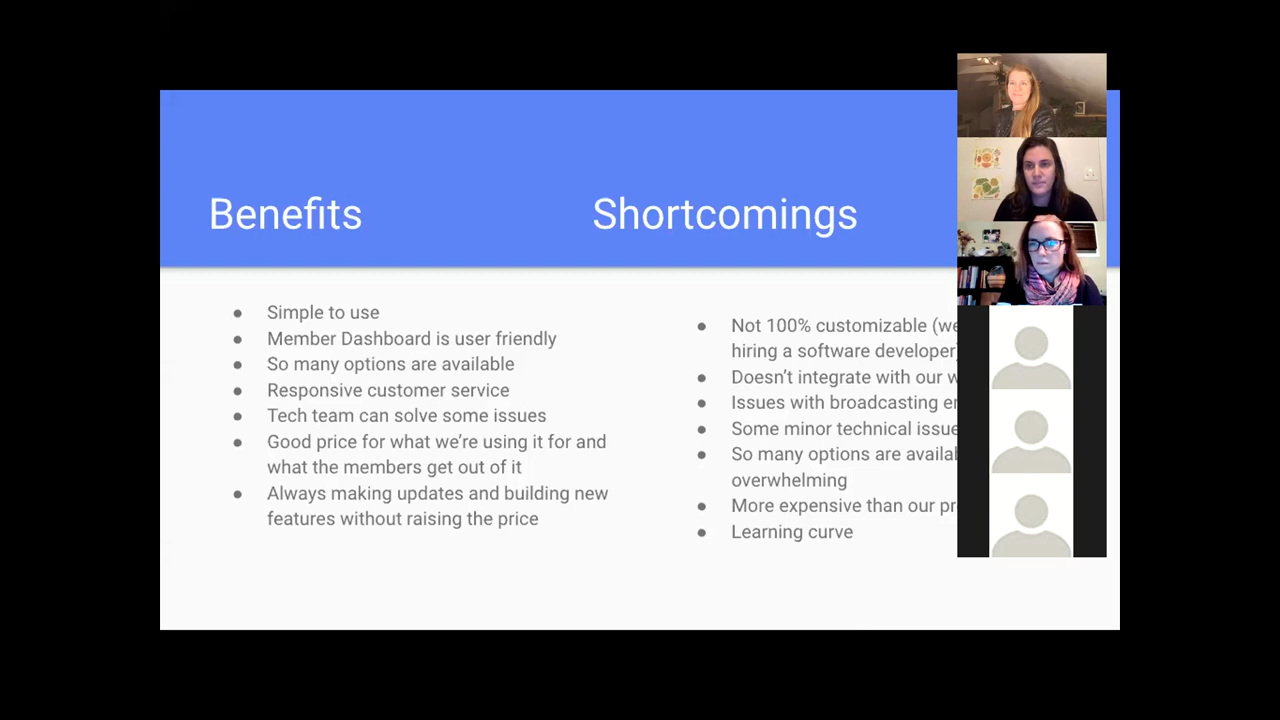 Benefits
Shortcomings
Simple to use
Member Dashboard is user friendly
So many options are available
Responsive customer service
Tech team can solve some issues
Good price for what we’re using it for and
what the members get out of it
Always making updates and building new
features without raising the price
Not 100% customizable
hiring a software developer
Doesn’t integrate with our
Issues with broadcasting
Some minor technical
So many options are
overwhelming
More expensive than our
Learning curve